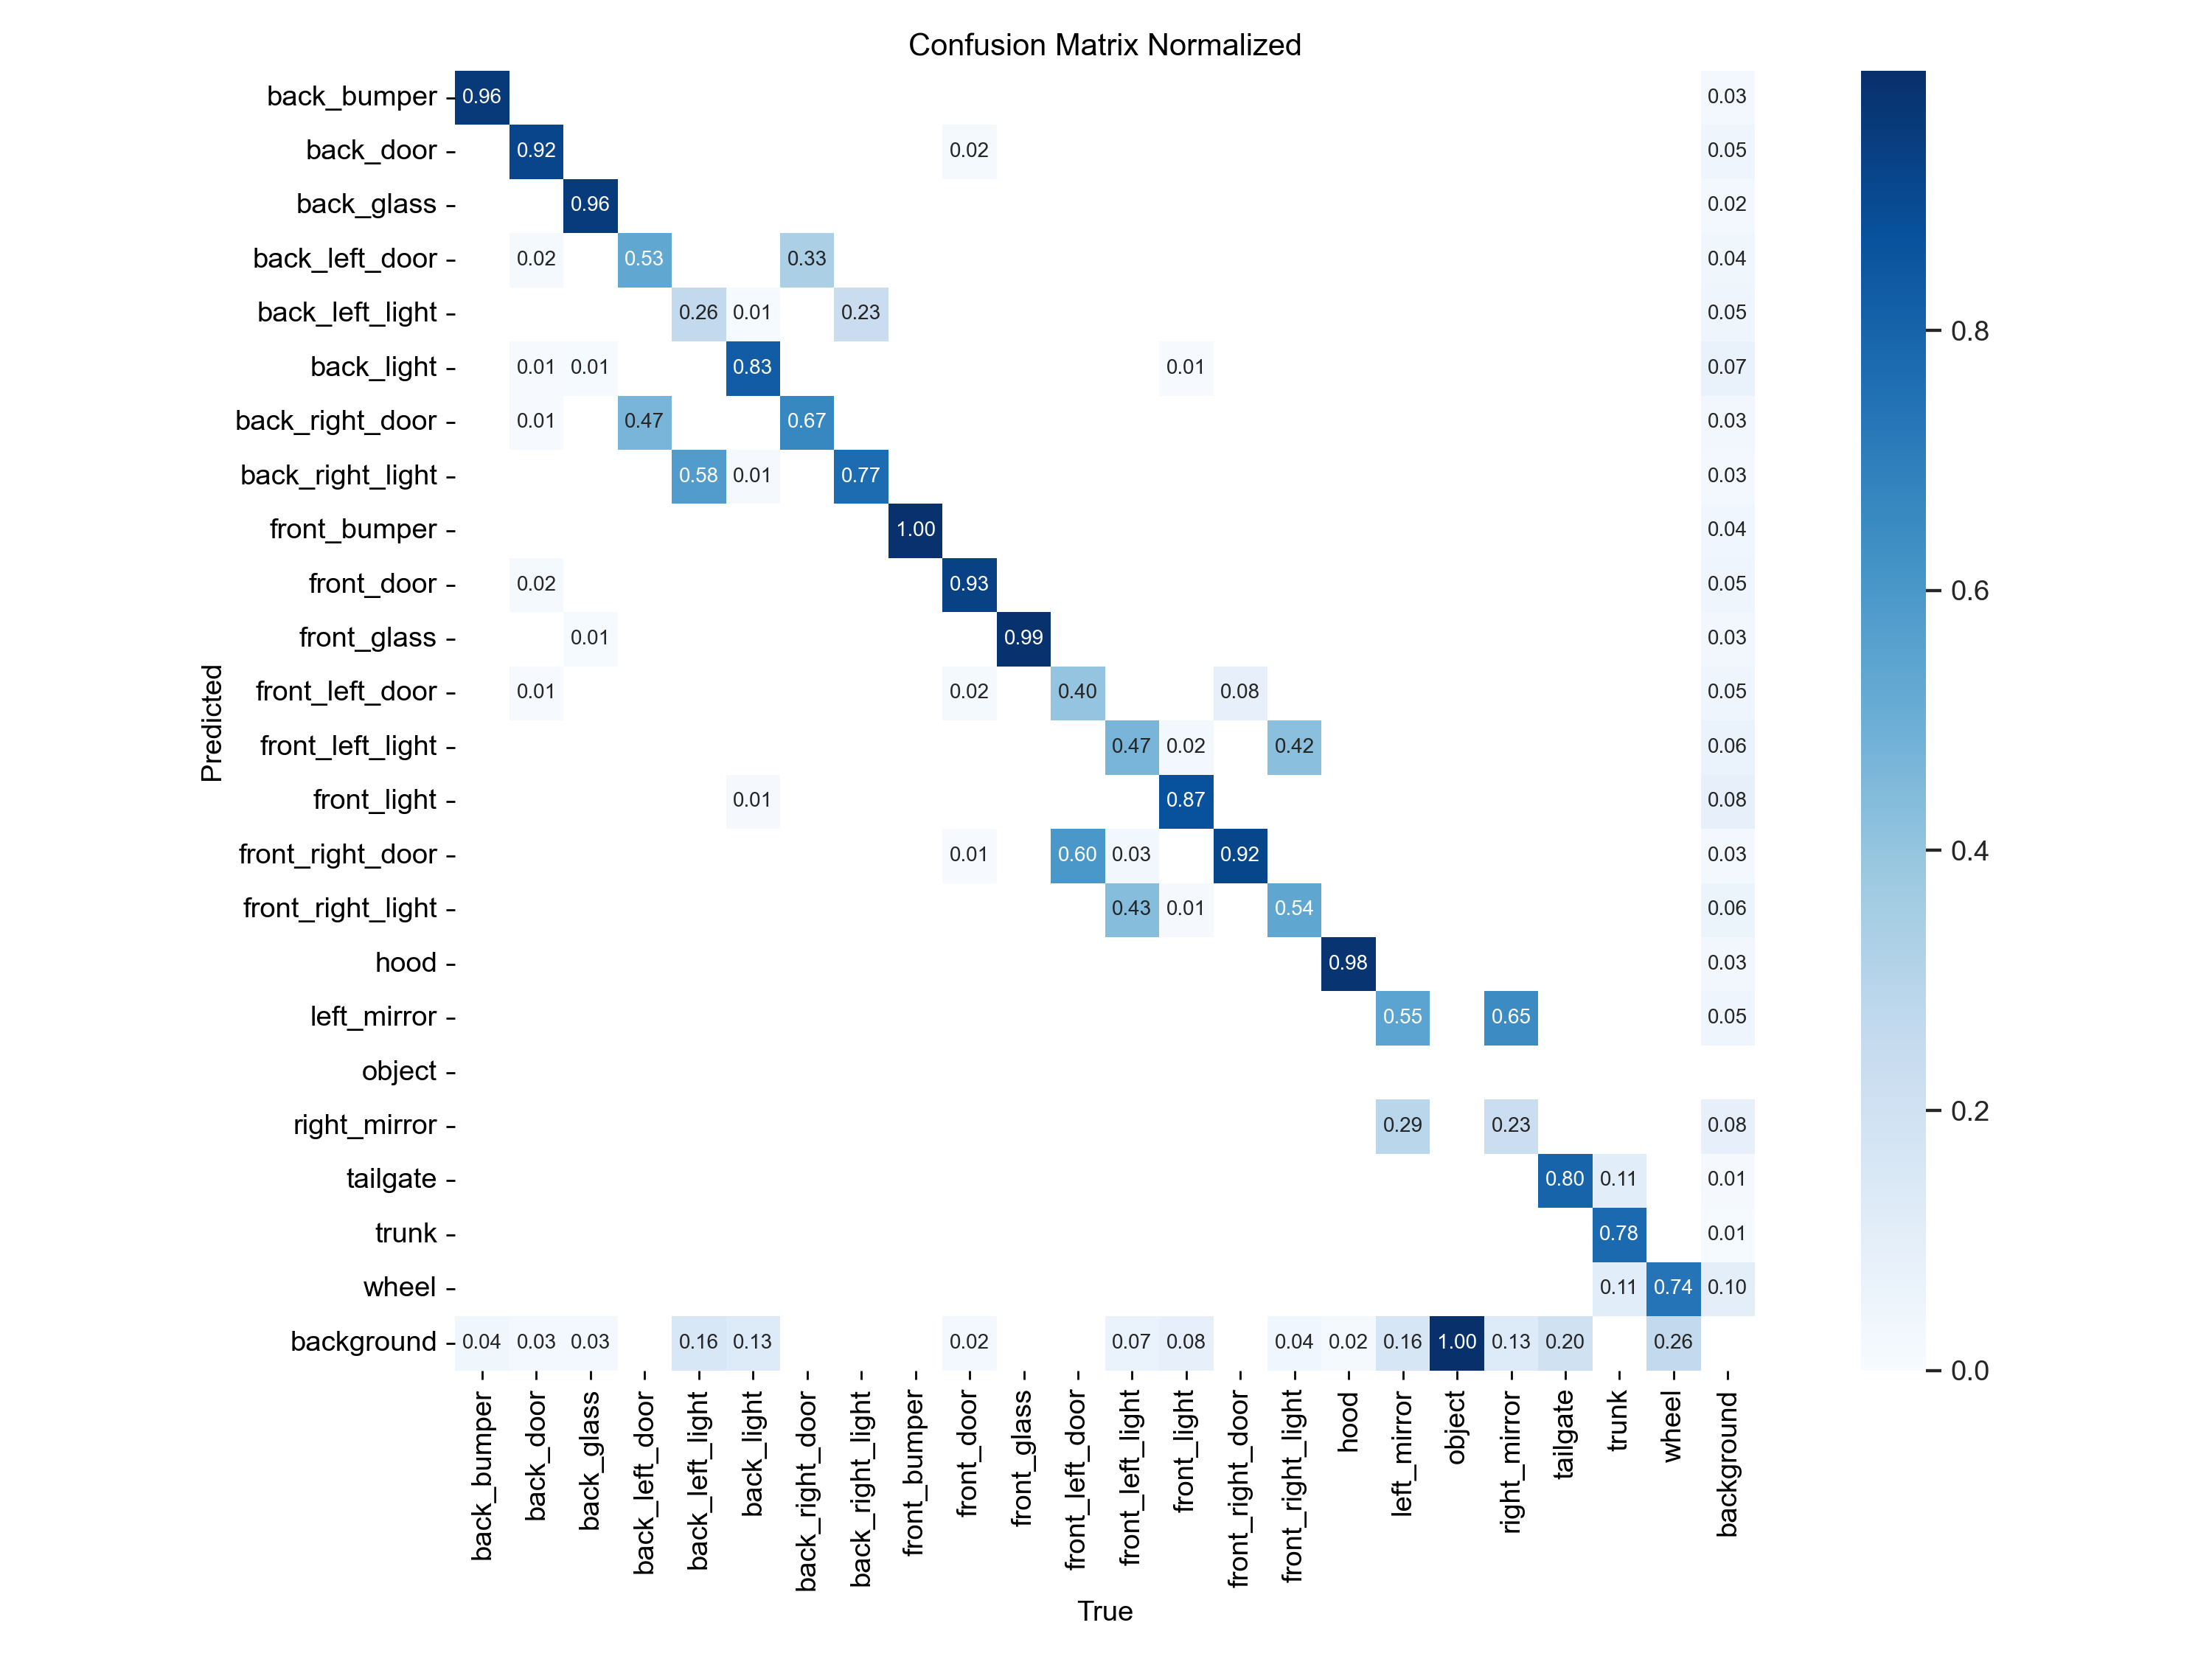 Confusion Matrix Normalized
back_bumper 0.96 0.03
back_door 0.92 0.02 0.05
back_glass 0.96 0.02
back_left_door 0.02 0.53 0.33 0.04
back_left_light 0.26 0.01 0.23 0.05
back_light 0.01 0.01 0.83 0.01 0.07
back_right_door 0.01 0.47 0.67 0.03
back_right_light 0.58 0.01 0.77 0.03
front_bumper 1.00 0.04
front_door 0.02 0.93 0.05
front_glass 0.01 0.99 0.03
front_left_door 0.01 0.02 0.40 0.08 0.05
front_left_light 0.47 0.02 0.42 0.06
front_light 0.01 0.87 0.08
front_right_door 0.01 0.60 0.03 0.92 0.03
front_right_light 0.43 0.01 0.54 0.06
hood 0.98 0.03
left_mirror 0.55 0.65 0.05
object
right_mirror 0.29 0.23 0.08
tailgate 0.80 0.11 0.01
trunk 0.78 0.01
wheel 0.11 0.74 0.10
background 0.04 0.03 0.03 0.16 0.13 0.02 0.07 0.08 0.04 0.02 0.16 1.00 0.13 0.20 0.26
Predicted
back_bumper
back_door
back_glass
back_left_door
back_left_light
back_light
back_right_door
back_right_light
front_bumper
front_door
front_glass
front_left_door
front_left_light
front_light
front_right_door
front_right_light
hood
left_mirror
object
right_mirror
tailgate
trunk
wheel
background
True
0.8
0.6
0.4
0.2
0.0